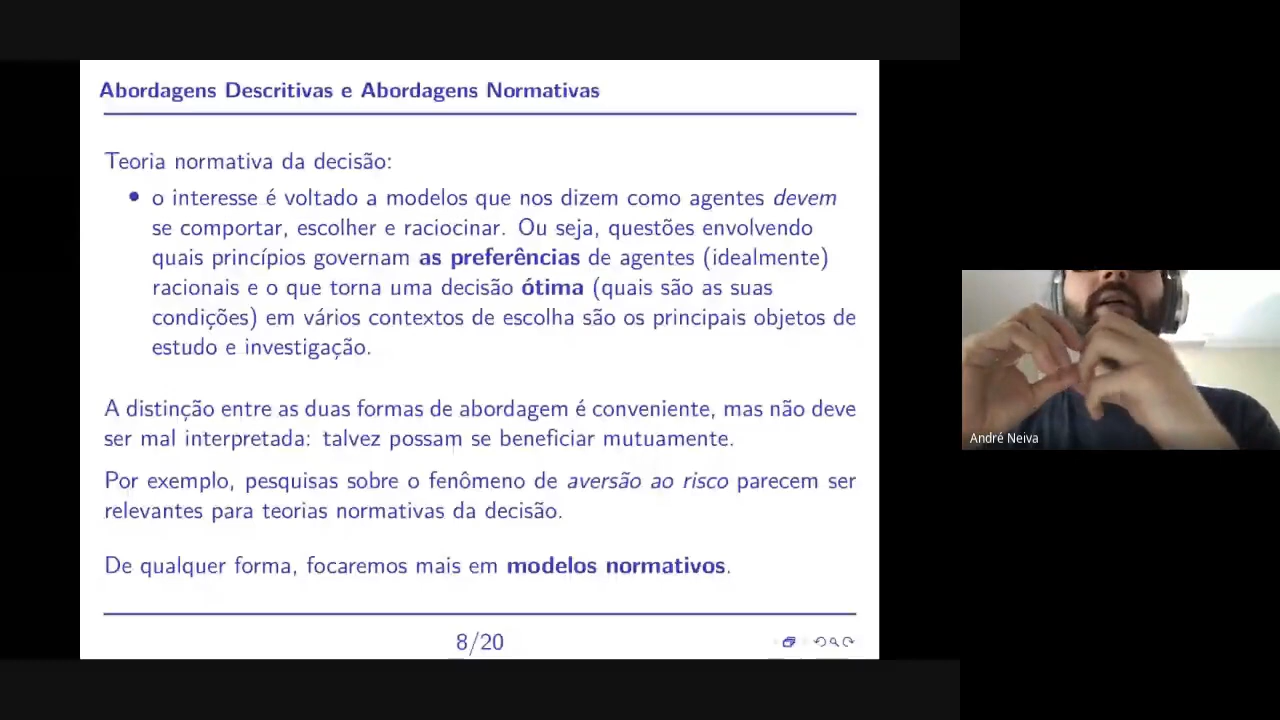 Abordagens Descritivas e Abordagens Normativas
Teoria normativa da decisão:
• o interesse é voltado a modelos que nos dizem como agentes devem
se comportar, escolher e raciocinar. Ou seja, questões envolvendo
quais princípios governam as preferências de agentes (idealmente)
racionais e o que torna uma decisão ótima (quais são as suas
condições) em vários contextos de escolha são os principais objetos de
estudo e investigação.
A distinção entre as duas formas de abordagem é conveniente, mas não deve
ser mal interpretada: talvez possam se beneficiar mutuamente.
Por exemplo, pesquisas sobre o fenômeno de aversão ao risco parecem ser
relevantes para teorias normativas da decisão.
De qualquer forma, focaremos mais em modelos normativos.
8/20
André Neiva